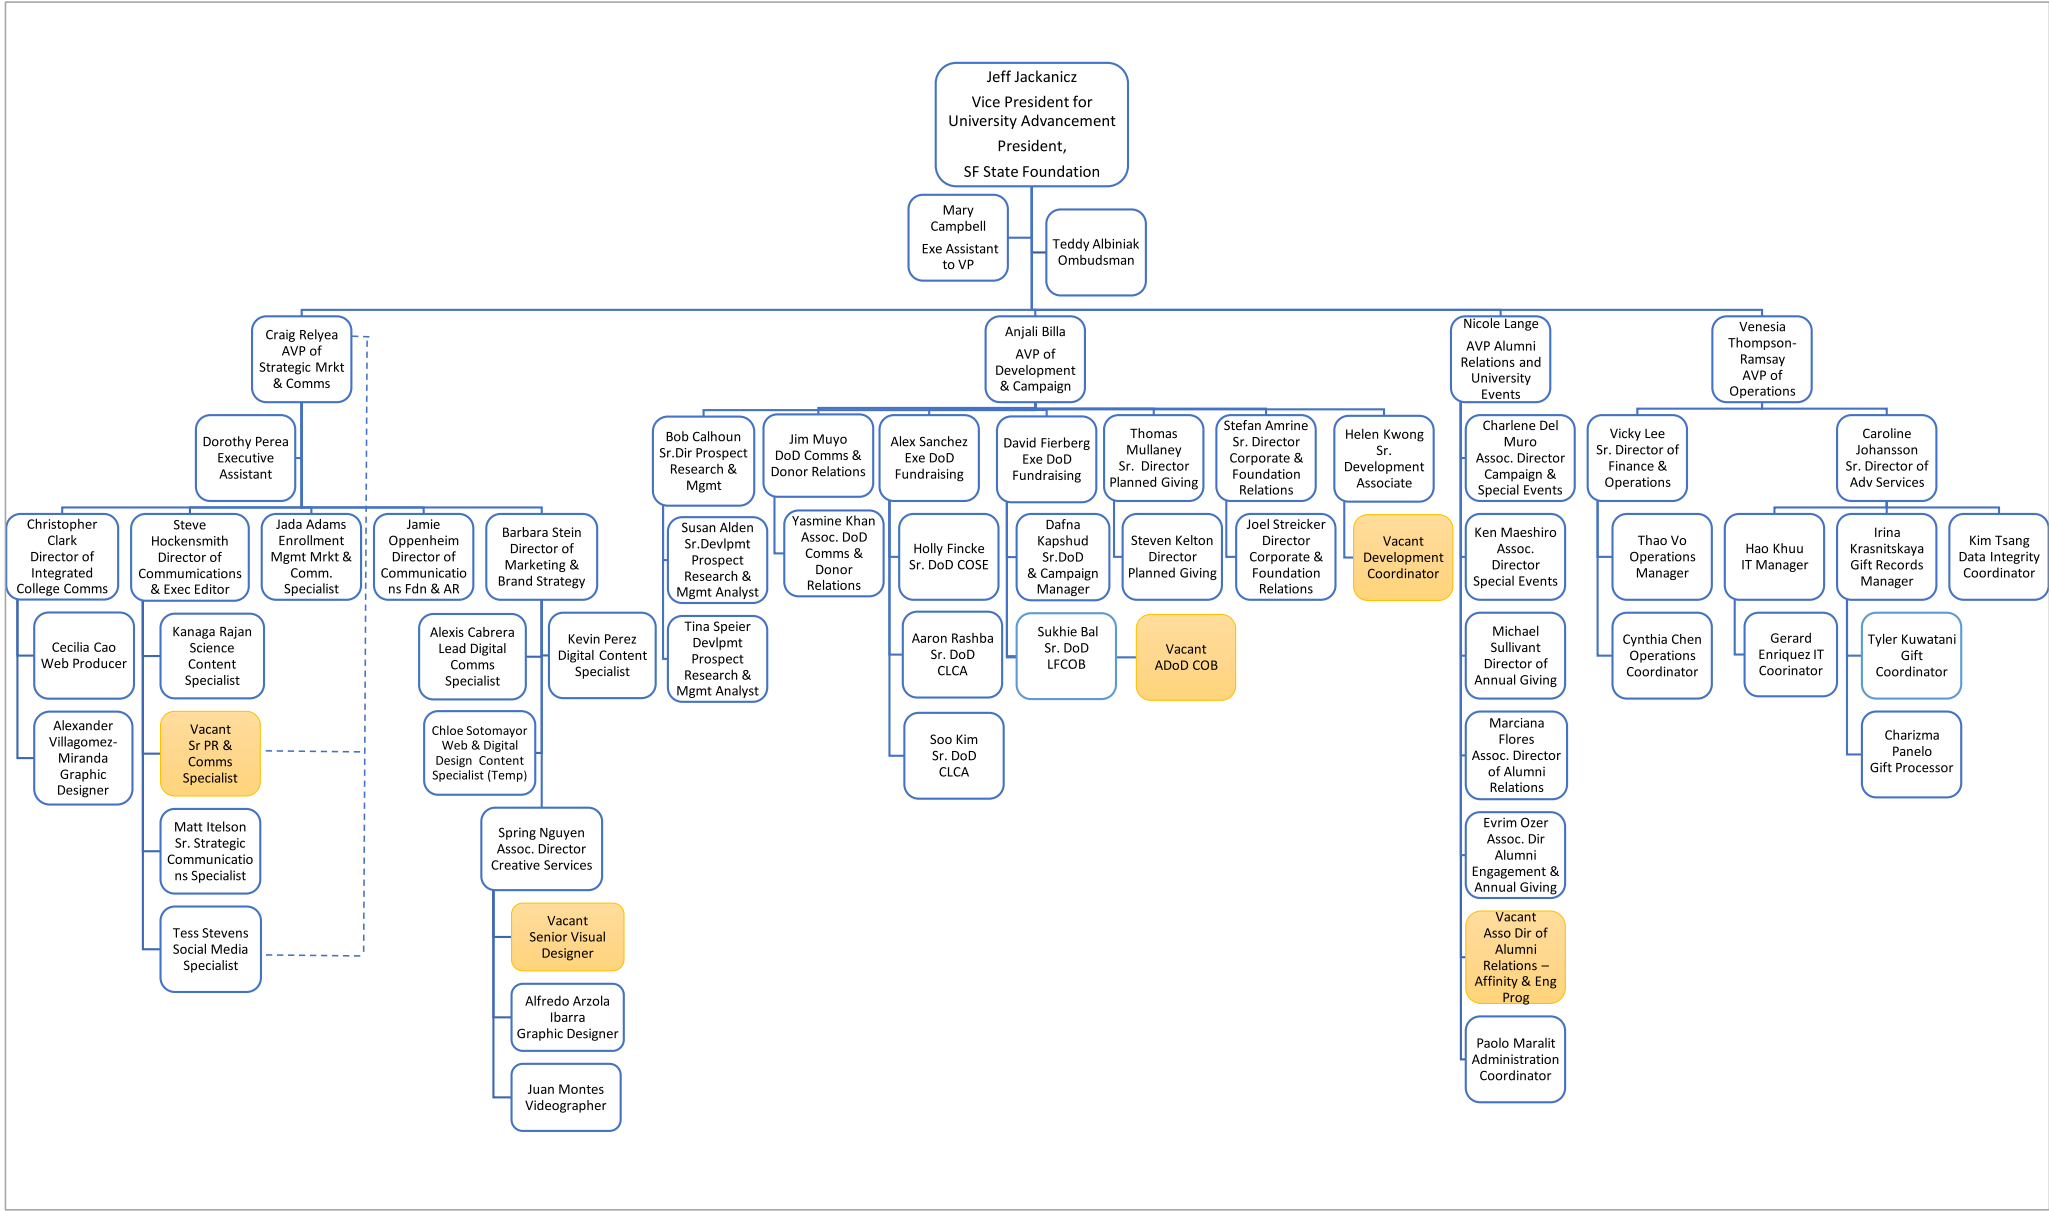 Jeff Jackanicz
Vice President for
University Advancement
President,
SF State Foundation
Mary
Campbell
Exe Assistant
to VP
Teddy Albiniak
Ombudsman
Craig Relyea
AVP of
Strategic Mrkt
& Comms
Anjali Billa
AVP of
Development
& Campaign
Nicole Lange
AVP Alumni
Relations and
University
Events
Venesia
Thompson-
Ramsay
AVP of
Operations
Dorothy Perea
Executive
Assistant
Bob Calhoun
Sr.Dir Prospect
Research &
Mgmt
Jim Muyo
DoD Comms &
Donor Relations
Alex Sanchez
Exe DoD
Fundraising
David Fierberg
Exe DoD
Fundraising
Thomas
Mullaney
Sr. Director
Planned Giving
Stefan Amrine
Sr. Director
Corporate &
Foundation
Relations
Helen Kwong
Sr.
Development
Associate
Charlene Del
Muro
Assoc. Director
Campaign &
Special Events
Vicky Lee
Sr. Director of
Finance &
Operations
Caroline
Johansson
Sr. Director of
Adv Services
Christopher
Clark
Director of
Integrated
College Comms
Steve
Hockensmith
Director of
Commumications
& Exec Editor
Jada Adams
Enrollment
Mgmt Mrkt &
Comm.
Specialist
Jamie
Oppenheim
Director of
Communicatio
ns Fdn & AR
Barbara Stein
Director of
Marketing &
Brand Strategy
Susan Alden
Sr.Devlpmt
Prospect
Research &
Mgmt Analyst
Yasmine Khan
Assoc. DoD
Comms &
Donor
Relations
Holly Fincke
Sr. DoD COSE
Dafna
Kapshud
Sr.DoD
& Campaign
Manager
Steven Kelton
Director
Planned Giving
Joel Streicker
Director
Corporate &
Foundation
Relations
Vacant
Development
Coordinator
Ken Maeshiro
Assoc.
Director
Special Events
Thao Vo
Operations
Manager
Hao Khuu
IT Manager
Irina
Krasnitskaya
Gift Records
Manager
Kim Tsang
Data Integrity
Coordinator
Cecilia Cao
Web Producer
Kanaga Rajan
Science
Content
Specialist
Alexis Cabrera
Lead Digital
Comms
Specialist
Kevin Perez
Digital Content
Specialist
Tina Speier
Devlpmt
Prospect
Research &
Mgmt Analyst
Aaron Rashba
Sr. DoD
CLCA
Sukhie Bal
Sr. DoD
LFCOB
Vacant
ADoD COB
Michael
Sullivant
Director of
Annual Giving
Cynthia Chen
Operations
Coordinator
Gerard
Enriquez IT
Coorinator
Tyler Kuwatani
Gift
Coordinator
Alexander
Villagomez-
Miranda
Graphic
Designer
Vacant
Sr PR &
Comms
Specialist
Chloe Sotomayor
Web & Digital
Design Content
Specialist (Temp)
Soo Kim
Sr. DoD
CLCA
Marciana
Flores
Assoc. Director
of Alumni
Relations
Charizma
Panelo
Gift Processor
Matt Itelson
Sr. Strategic
Communicatio
ns Specialist
Spring Nguyen
Assoc. Director
Creative Services
Evrim Ozer
Assoc. Dir
Alumni
Engagement &
Annual Giving
Tess Stevens
Social Media
Specialist
Vacant
Senior Visual
Designer
Vacant
Asso Dir of
Alumni
Relations –
Affinity & Eng
Prog
Alfredo Arzola
Ibarra
Graphic Designer
Paolo Maralit
Administration
Coordinator
Juan Montes
Videographer